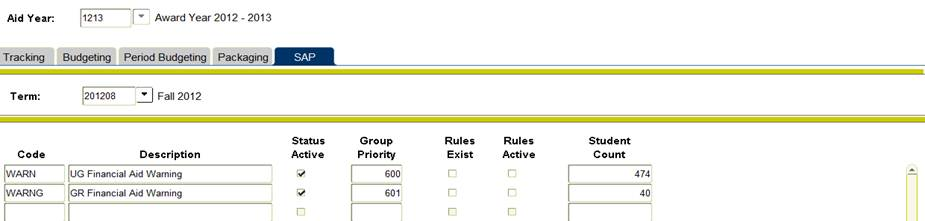 Aid Year: 1213 Award Year 2012 - 2013
Tracking Budgeting Period Budgeting Packaging SAP
Term: 201208 Fall 2012
Status Group Rules Rules Student
Code Description Active Priority Exist Active Count
WARN UG Financial Aid Warning 600 474
WARNG GR Financial Aid Warning 601 40